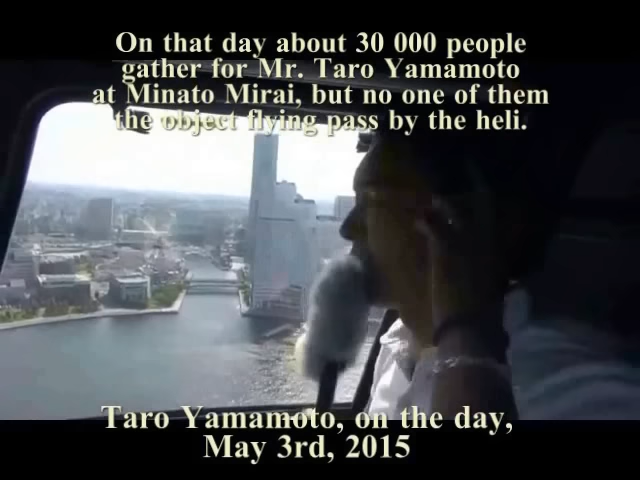 On that day about 30 000 people
gather for Mr. Taro Yamamoto
at Minato Mirai, but no one of them
the object flying pass by the heli.
Taro Yamamoto, on the day,
May 3rd, 2015